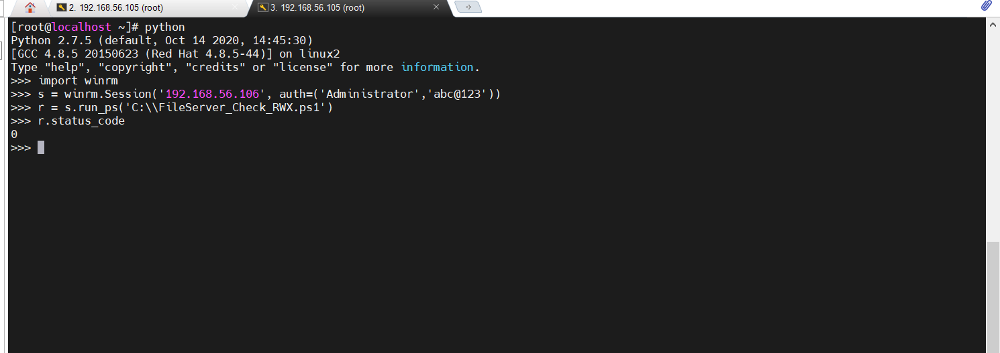 2. 192.168.56.105 (root)
3. 192.168.56.105 (root)
[root@localhost ~]# python
Python 2.7.5 (default, Oct 14 2020, 14:45:30)
[GCC 4.8.5 20150623 (Red Hat 4.8.5-44)] on linux2
Type "help", "copyright", "credits" or "license" for more information.
>>> import winrm
>>> s = winrm.Session('192.168.56.106', auth=('Administrator','abc@123'))
>>> r = s.run_ps('C:\\FileServer_Check_RWX.ps1')
>>> r.status_code
0
>>>